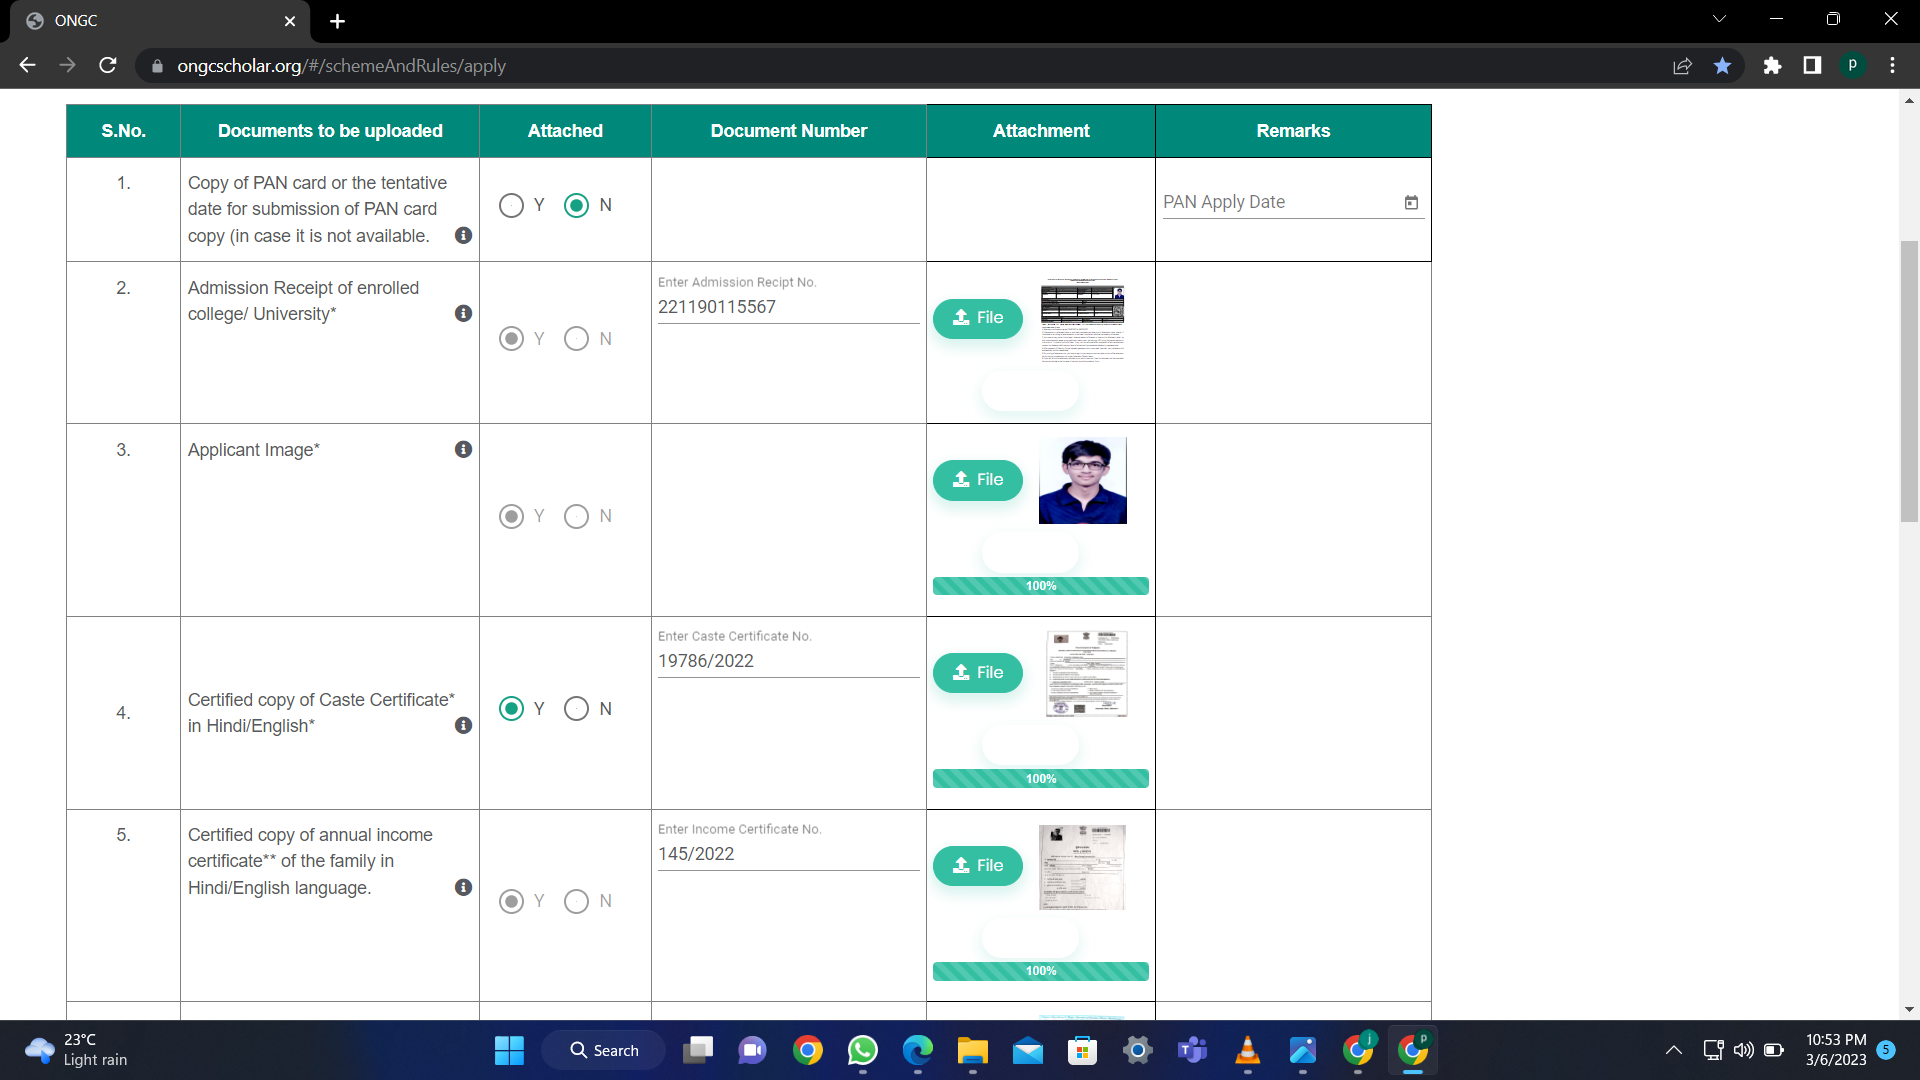 ONGC
ongcscholar.org/#/schemeAndRules/apply
p
S.No. Documents to be uploaded Attached Document Number Attachment Remarks
1. Copy of PAN card or the tentative
date for submission of PAN card
copy (in case it is not available.
Y N
PAN Apply Date
2. Admission Receipt of enrolled
college/ University*
Y N
Enter Admission Recipt No.
221190115567
File
3. Applicant Image*
Y N
File
100%
4. Certified copy of Caste Certificate*
in Hindi/English*
Y N
Enter Caste Certificate No.
19786/2022
File
100%
5. Certified copy of annual income
certificate** of the family in
Hindi/English language.
Y N
Enter Income Certificate No.
145/2022
File
100%
23°C
Light rain
Search
j
p
10:53 PM
3/6/2023
5